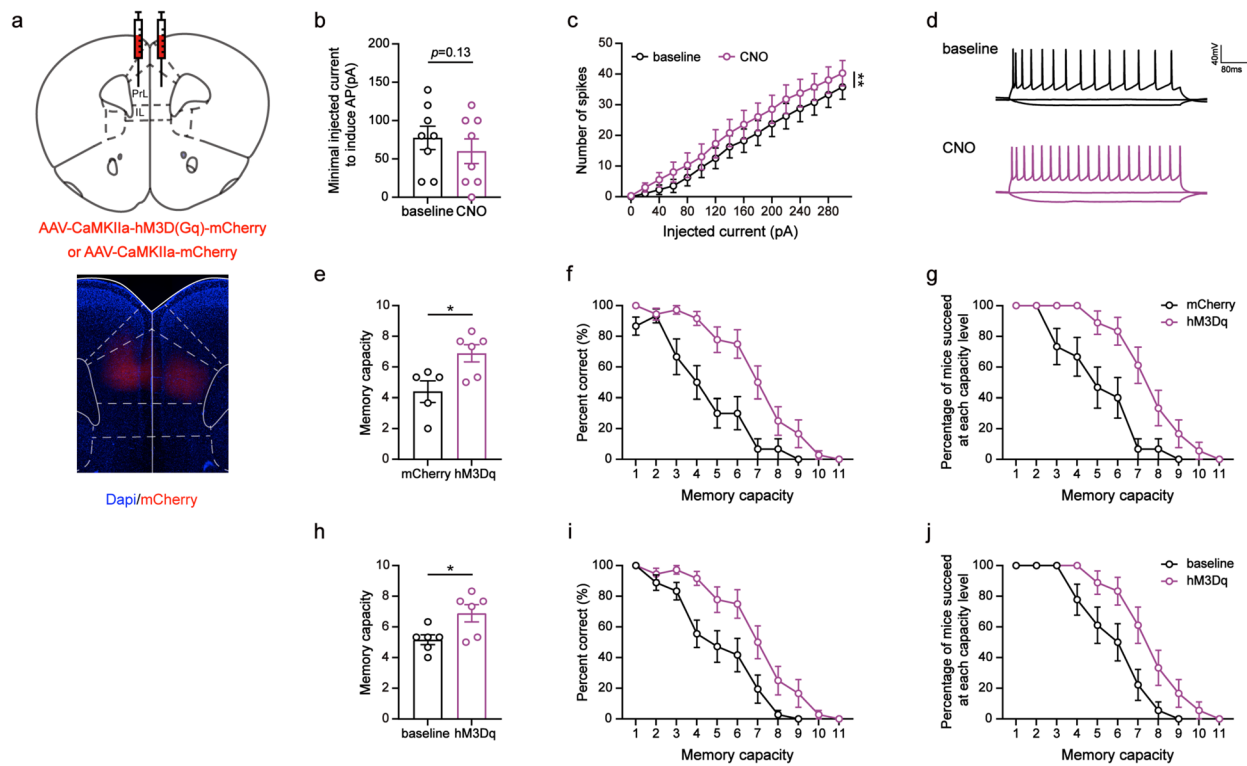 a
PrL
IL
AAV-CaMKIIa-hM3D(Gq)-mCherry
or AAV-CaMKIIa-mCherry
Dapi/mCherry
b
Minimal injected current
to induce AP(pA)
200
150
100
50
0
p=0.13
baseline CNO
c
Number of spikes
50
40
30
20
10
0
baseline
CNO
**
0 40 80 120 160 200 240 280
Injected current (pA)
d
baseline
40mV
80ms
CNO
e
Memory capacity
10
8
6
4
2
0
*
mCherry hM3Dq
f
Percent correct (%)
100
80
60
40
20
0
1 2 3 4 5 6 7 8 9 10 11
Memory capacity
g
Percentage of mice succeed
at each capacity level
100
80
60
40
20
0
mCherry
hM3Dq
1 2 3 4 5 6 7 8 9 10 11
Memory capacity
h
Memory capacity
10
8
6
4
2
0
*
baseline hM3Dq
i
Percent correct (%)
100
80
60
40
20
0
1 2 3 4 5 6 7 8 9 10 11
Memory capacity
j
Percentage of mice succeed
at each capacity level
100
80
60
40
20
0
baseline
hM3Dq
1 2 3 4 5 6 7 8 9 10 11
Memory capacity